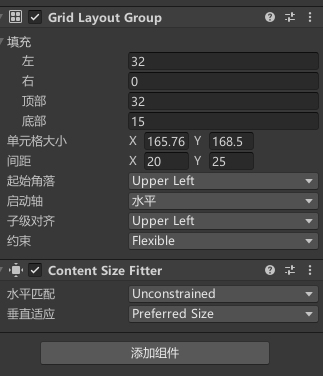 Grid Layout Group
填充
左 32
右 0
顶部 32
底部 15
单元格大小 X 165.76 Y 168.5
间距 X 20 Y 25
起始角落 Upper Left
启动轴 水平
子级对齐 Upper Left
约束 Flexible
Content Size Fitter
水平匹配 Unconstrained
垂直适应 Preferred Size
添加组件